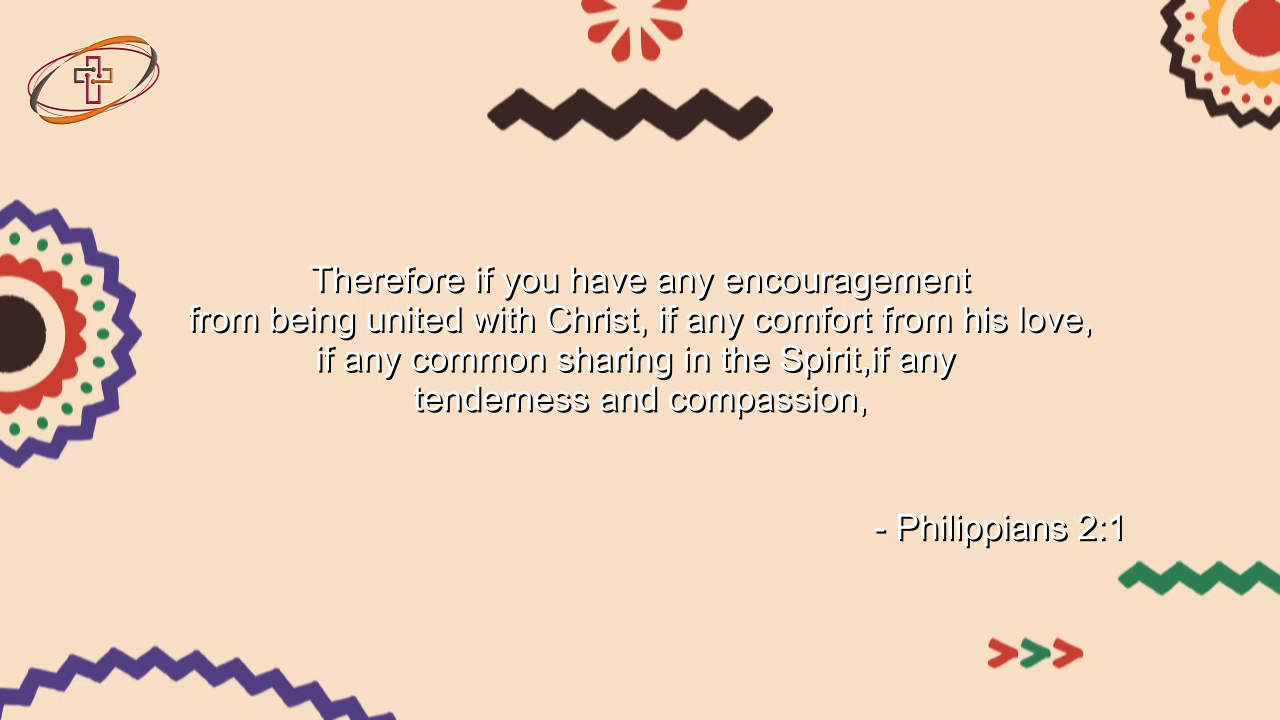 Therefore if you have any encouragement
from being united with Christ, if any comfort from his love,
if any common sharing in the Spirit,if any
tenderness and compassion,
- Philippians 2:1